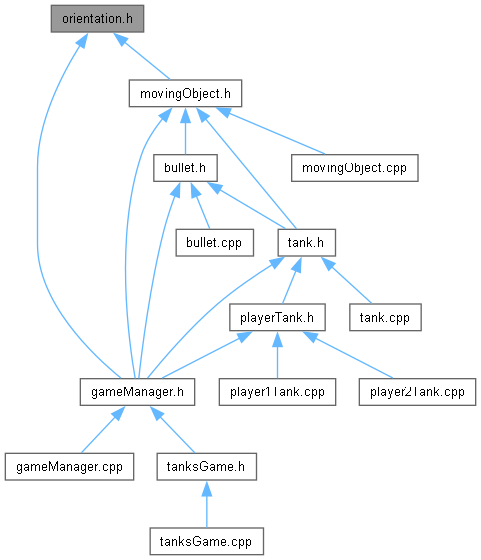 orientation.h
movingObject.h
bullet.h
movingObject.cpp
bullet.cpp
tank.h
playerTank.h
tank.cpp
gameManager.h
player1Tank.cpp
player2Tank.cpp
gameManager.cpp
tanksGame.h
tanksGame.cpp